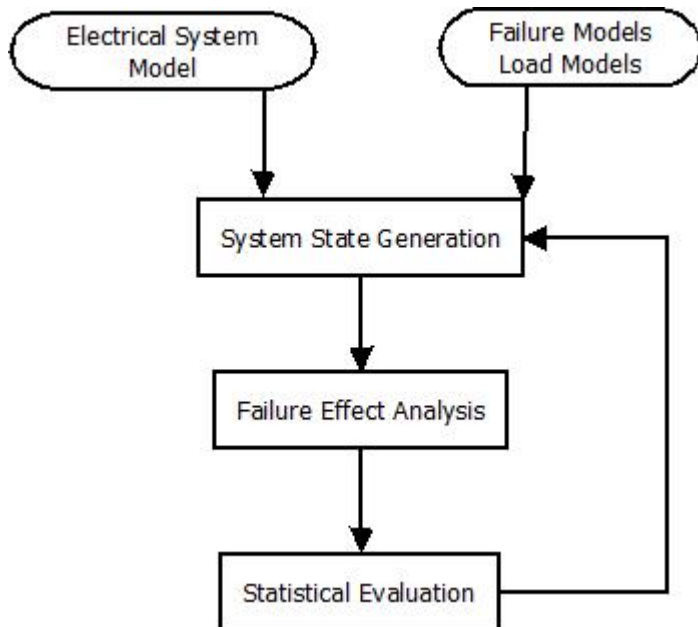 Electrical System
Model
Failure Models
Load Models
System State Generation
Failure Effect Analysis
Statistical Evaluation